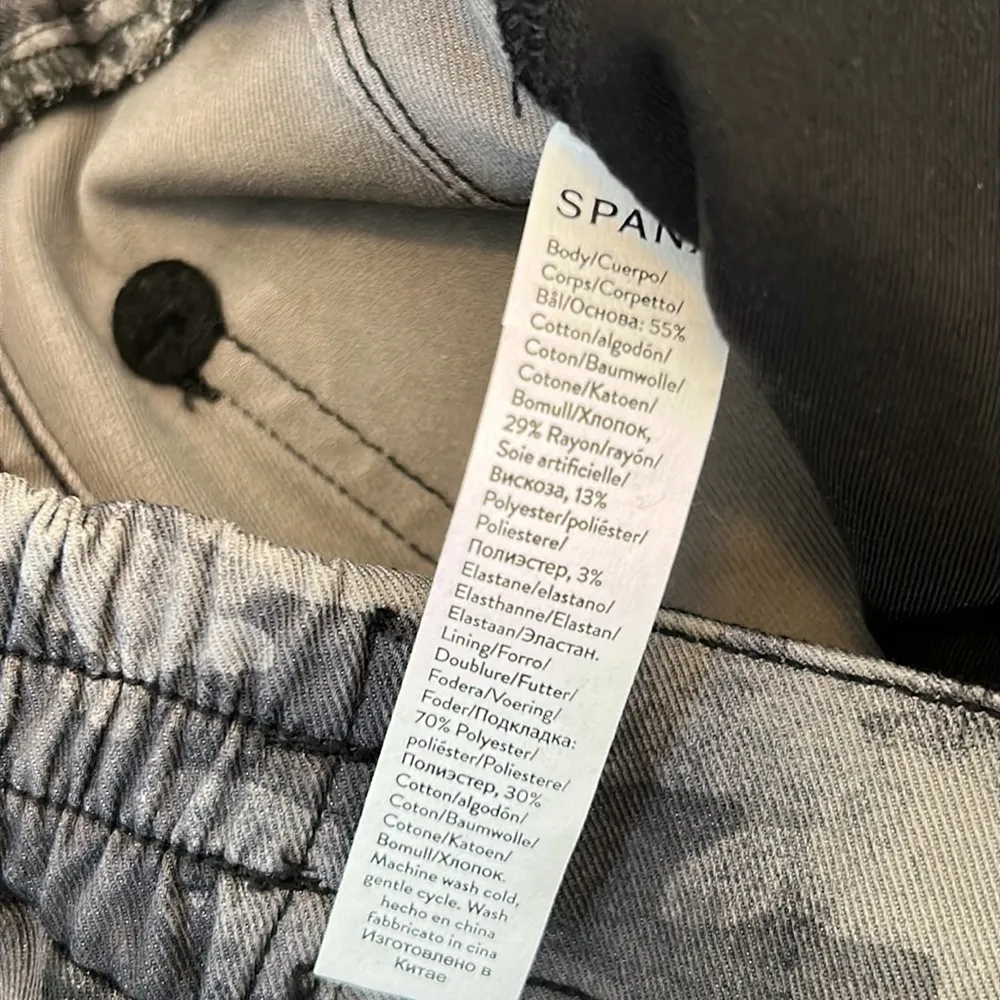 SPANX
Body/Cuerpo/
Corps/Corpetto/
Bål/Основа: 55%
Cotton/algodón/
Coton/Baumwolle/
Cotone/Katoen/
Bomull/Хлопок,
29% Rayon/rayón/
Soie artificielle/
Вискоза, 13%
Polyester/poliéster/
Poliestere/
Полиэстер, 3%
Elastane/elastano/
Elasthanne/Elastan/
Elastaan/Эластан.
Lining/Forro/
Doublure/Futter/
Fodera/Voering/
Foder/Подкладка:
70% Polyester/
poliéster/Poliestere/
Полиэстер, 30%
Cotton/algodón/
Coton/Baumwolle/
Cotone/Katoen/
Bomull/Хлопок.
Machine wash cold,
gentle cycle. Wash
hecho en china
fabbricato in cina
Изготовлено в
Китае